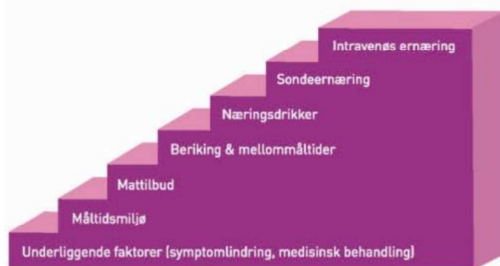 Intravenøs ernæring
Sondeernæring
Næringsdrikker
Beriking & mellommåltider
Mattilbud
Måltidsmiljø
Underliggende faktorer (symptomlindring, medisinsk behandling)